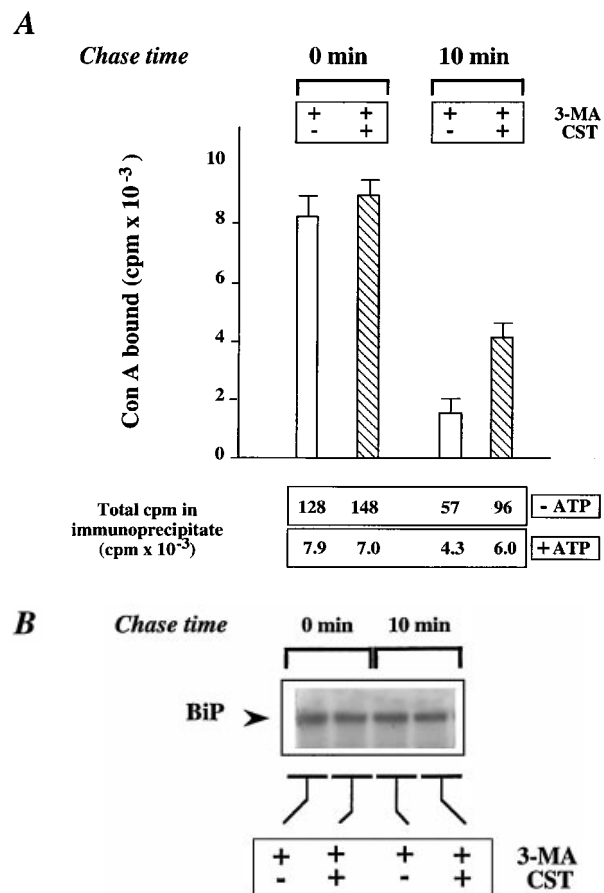 A
Chase time 0 min 10 min
+ + + + 3-MA
- + - + CST
Con A bound (cpm x 10-3)
10
8
6
4
2
0
Total cpm in
immunoprecipitate
(cpm x 10-3)
128 148 57 96 - ATP
7.9 7.0 4.3 6.0 + ATP
B
Chase time 0 min 10 min
BiP
+ + + + 3-MA
- + - + CST